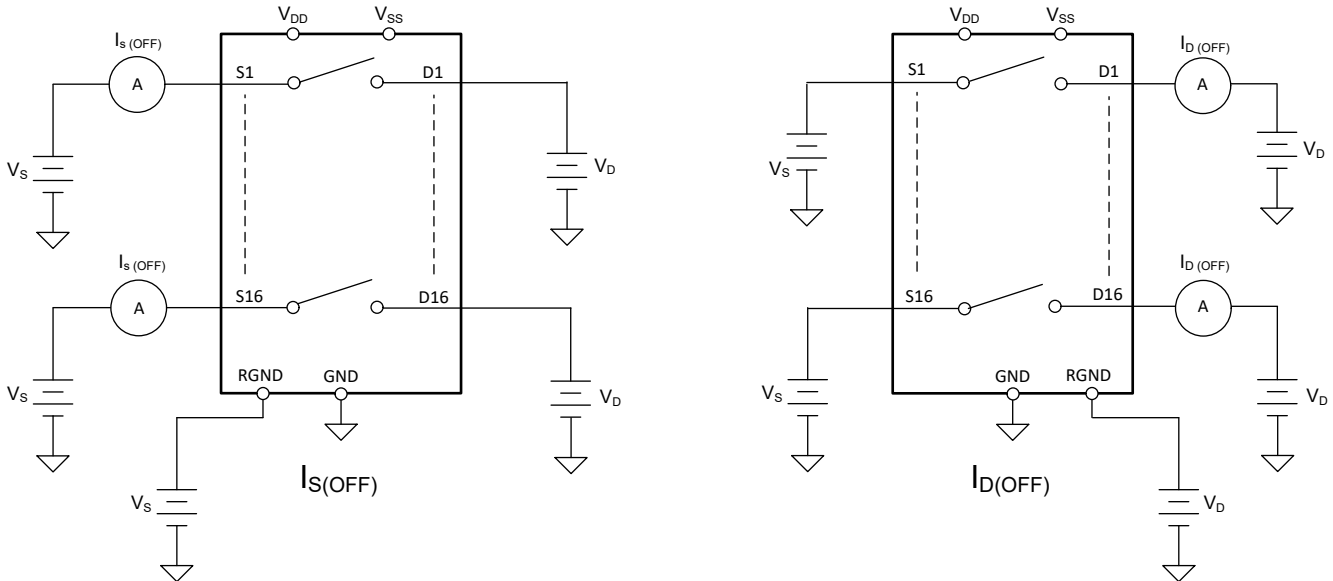 VDD VSS
IS (OFF)
A S1 D1
VS VD
IS (OFF)
A S16 D16
RGND GND
VS VD
VS
IS(OFF)
VDD VSS
ID (OFF)
S1 D1 A
VS VD
ID (OFF)
S16 D16 A
GND RGND
VS VD
VD
ID(OFF)